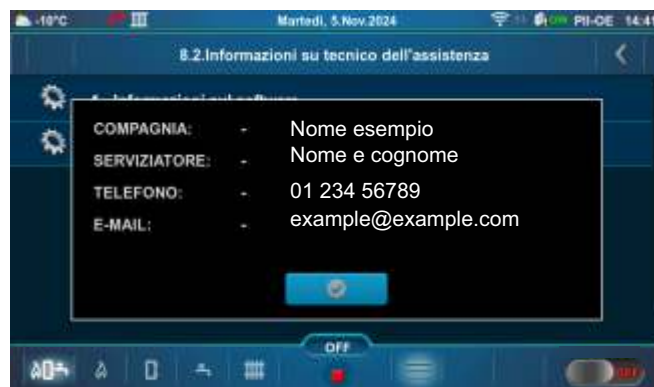 -10°C Martedì, 5.Nov.2024 PII-OE 14:41
8.2.Informazioni su tecnico dell'assistenza
COMPAGNIA: - Nome esempio
SERVIZIATORE: - Nome e cognome
TELEFONO: - 01 234 56789
E-MAIL: - example@example.com
OFF
OFF